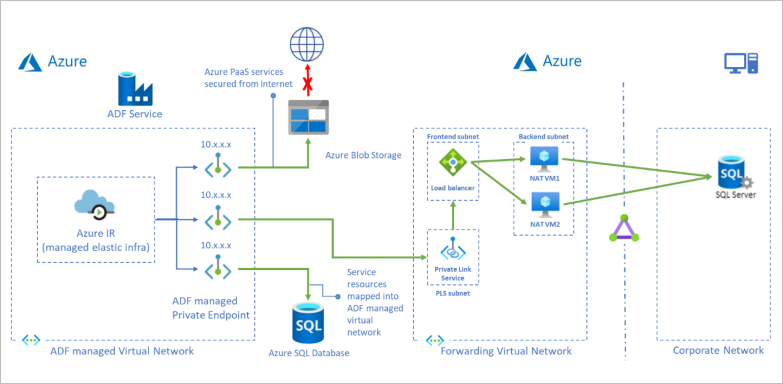 Azure
Azure
Azure PaaS services
secured from Internet
ADF Service
10.x.x.x
Azure Blob Storage
Frontend subnet
Backend subnet
Load balancer
NAT VM1
NAT VM2
SQL
SQL Server
10.x.x.x
Azure IR
(managed elastic infra)
10.x.x.x
Private Link
Service
PLS subnet
ADF managed
Private Endpoint
Service
resources
mapped into
ADF managed
virtual
network
SQL
Azure SQL Database
ADF managed Virtual Network
Forwarding Virtual Network
Corporate Network